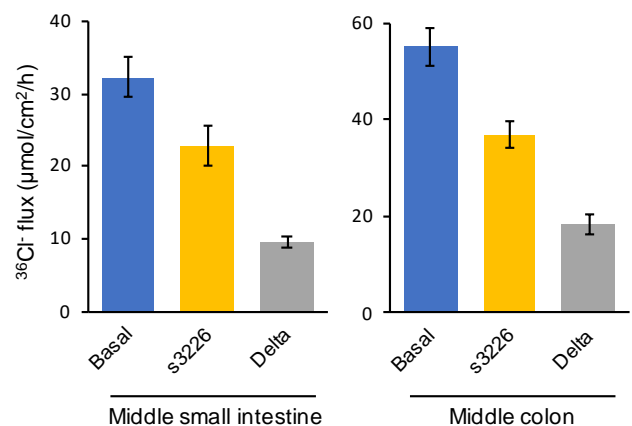 ³⁶Cl⁻ flux (µmol/cm²/h)
40
30
20
10
0
Basal
s3226
Delta
Middle small intestine
60
40
20
0
Basal
s3226
Delta
Middle colon